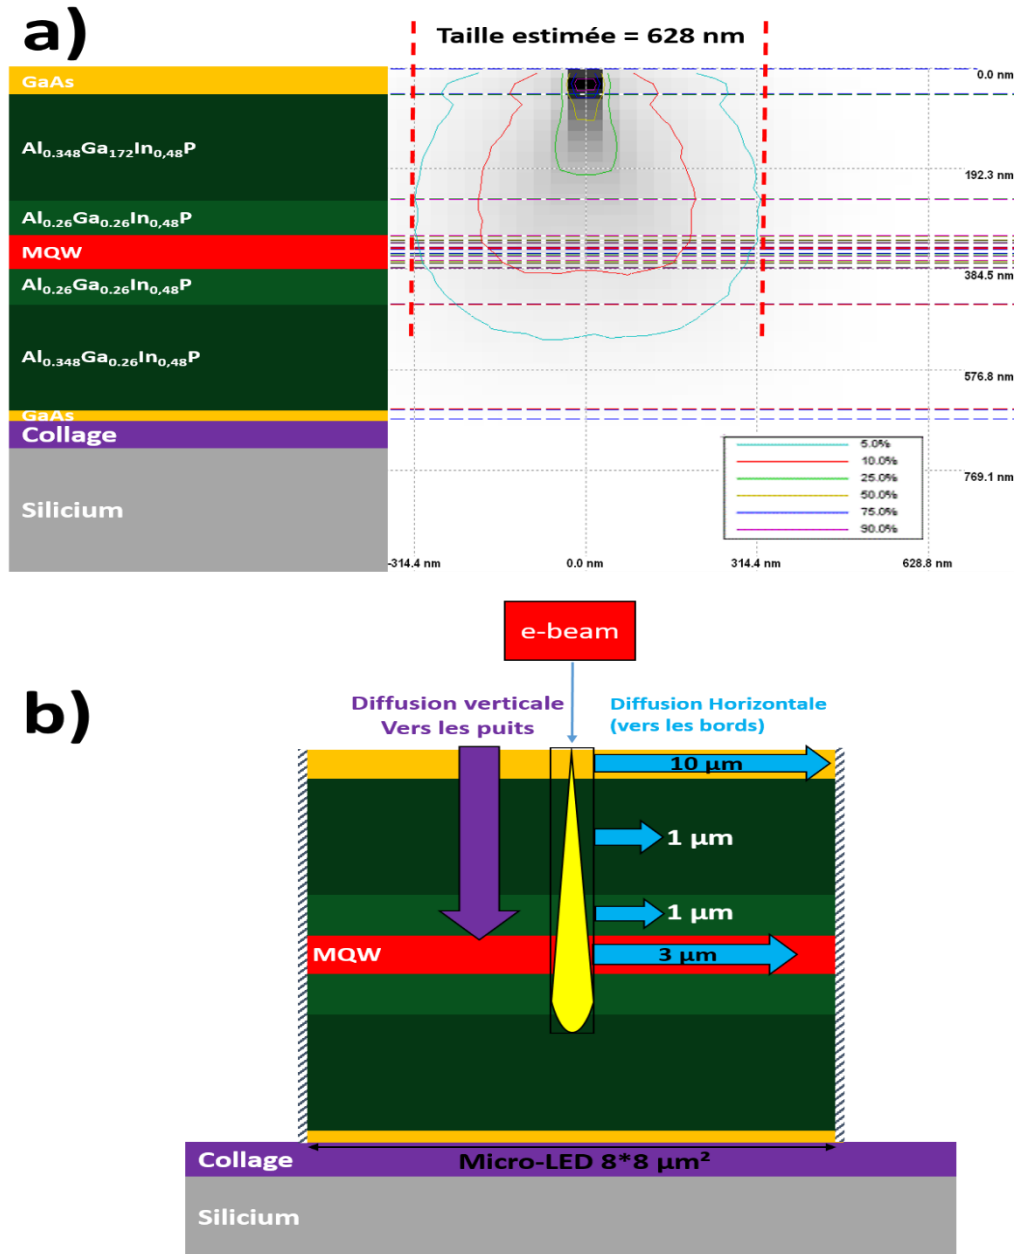 a)
Taille estimée = 628 nm
GaAs
Al0.348Ga172In0,48P
Al0.26Ga0.26In0,48P
MQW
Al0.26Ga0.26In0,48P
Al0.348Ga0.26In0,48P
GaAs
Collage
Silicium
0.0 nm
192.3 nm
384.5 nm
576.8 nm
769.1 nm
5.0%
10.0%
25.0%
50.0%
75.0%
90.0%
-314.4 nm
0.0 nm
314.4 nm
628.8 nm
e-beam
b)
Diffusion verticale
Vers les puits
Diffusion Horizontale
(vers les bords)
10 µm
1 µm
1 µm
MQW
3 µm
Micro-LED 8*8 µm²
Collage
Silicium